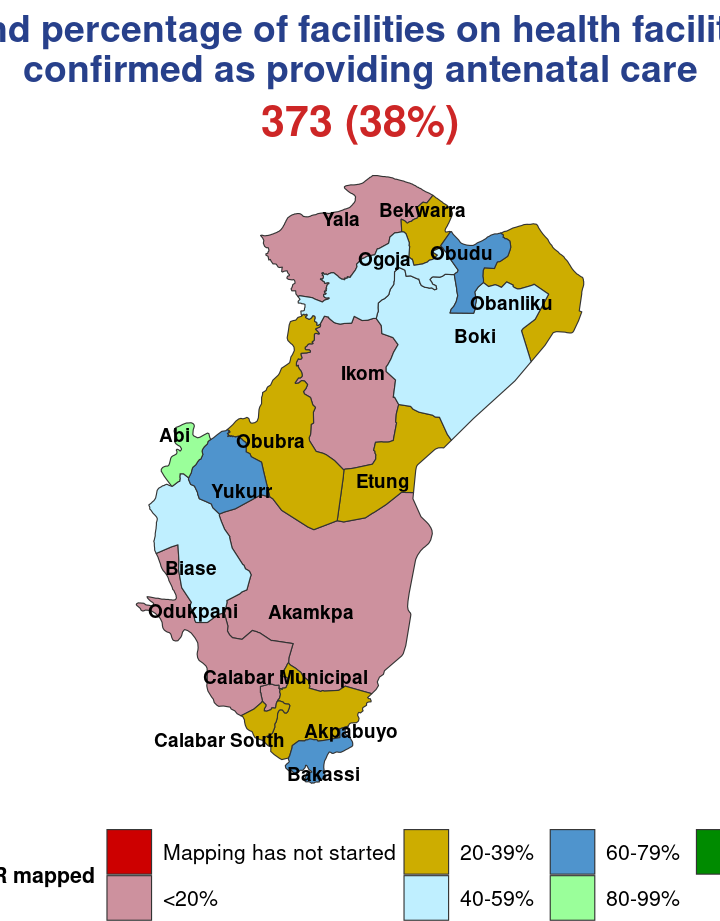 nd percentage of facilities on health facilit
confirmed as providing antenatal care
373 (38%)
Yala
Bekwarra
Ogoja
Obudu
Obanliku
Boki
Ikom
Abi
Obubra
Etung
Yukurr
Biase
Odukpani
Akamkpa
Calabar Municipal
Akpabuyo
Calabar South
Bakassi
R mapped
Mapping has not started
20-39%
60-79%
<20%
40-59%
80-99%